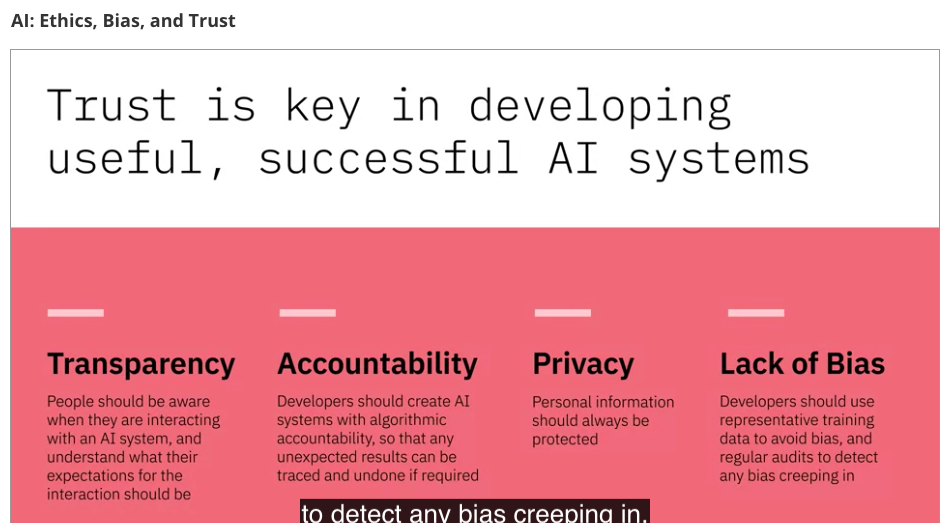 AI: Ethics, Bias, and Trust
Trust is key in developing
useful, successful AI systems
Transparency
People should be aware
when they are interacting
with an AI system, and
understand what their
expectations for the
interaction should be
Accountability
Developers should create AI
systems with algorithmic
accountability, so that any
unexpected results can be
traced and undone if required
Privacy
Personal information
should always be
protected
Lack of Bias
Developers should use
representative training
data to avoid bias, and
regular audits to detect
any bias creeping in
to detect any bias creeping in.